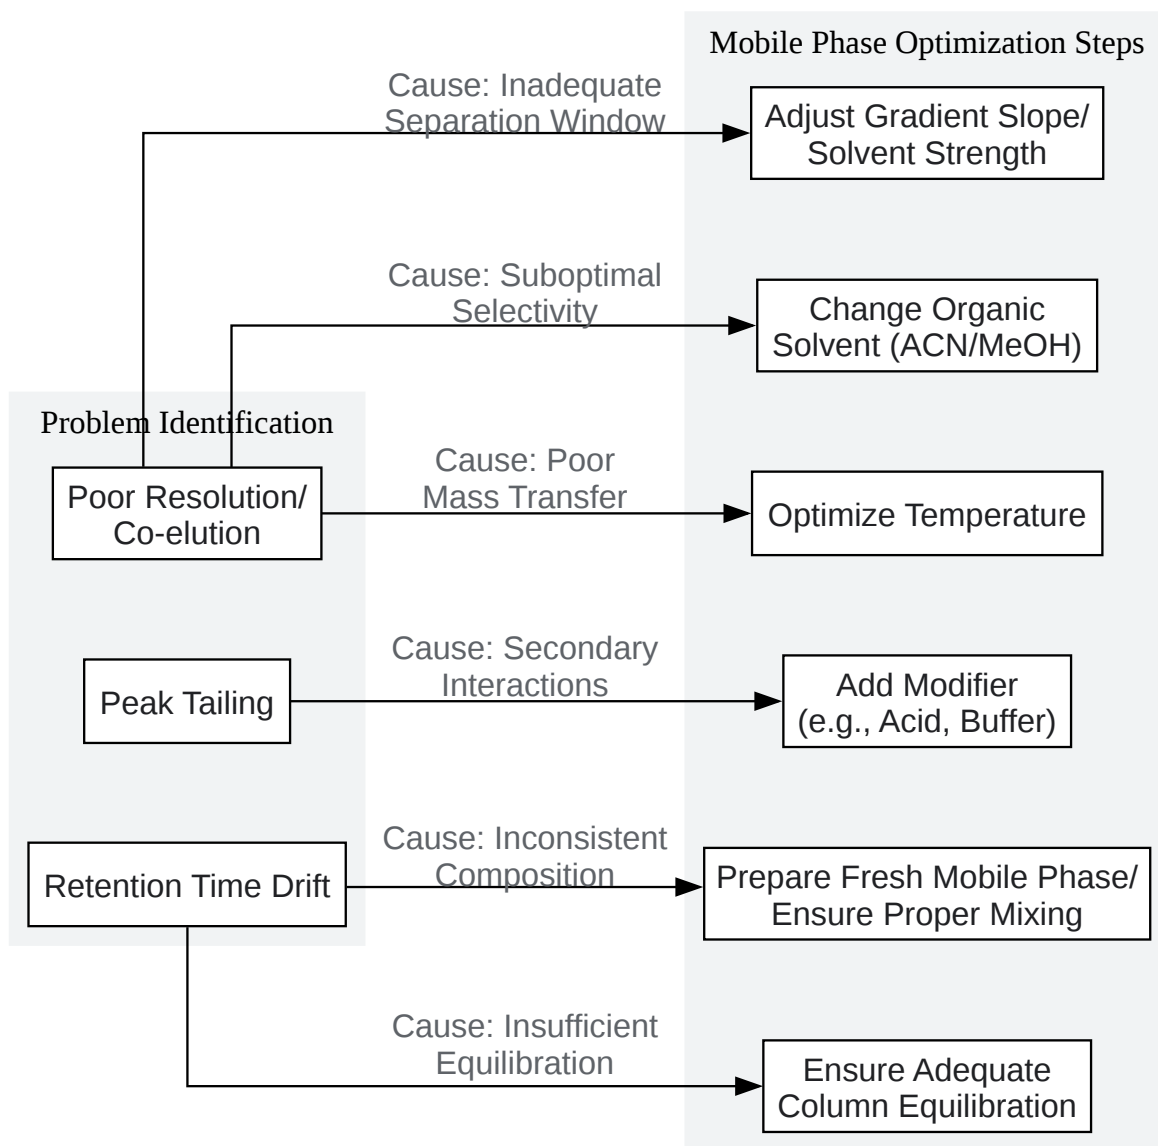 Mobile Phase Optimization Steps
Cause: Inadequate
Separation Window
Adjust Gradient Slope/
Solvent Strength
Cause: Suboptimal
Selectivity
Change Organic
Solvent (ACN/MeOH)
Problem Identification
Poor Resolution/
Co-elution
Cause: Poor
Mass Transfer
Optimize Temperature
Peak Tailing
Cause: Secondary
Interactions
Add Modifier
(e.g., Acid, Buffer)
Retention Time Drift
Cause: Inconsistent
Composition
Prepare Fresh Mobile Phase/
Ensure Proper Mixing
Cause: Insufficient
Equilibration
Ensure Adequate
Column Equilibration